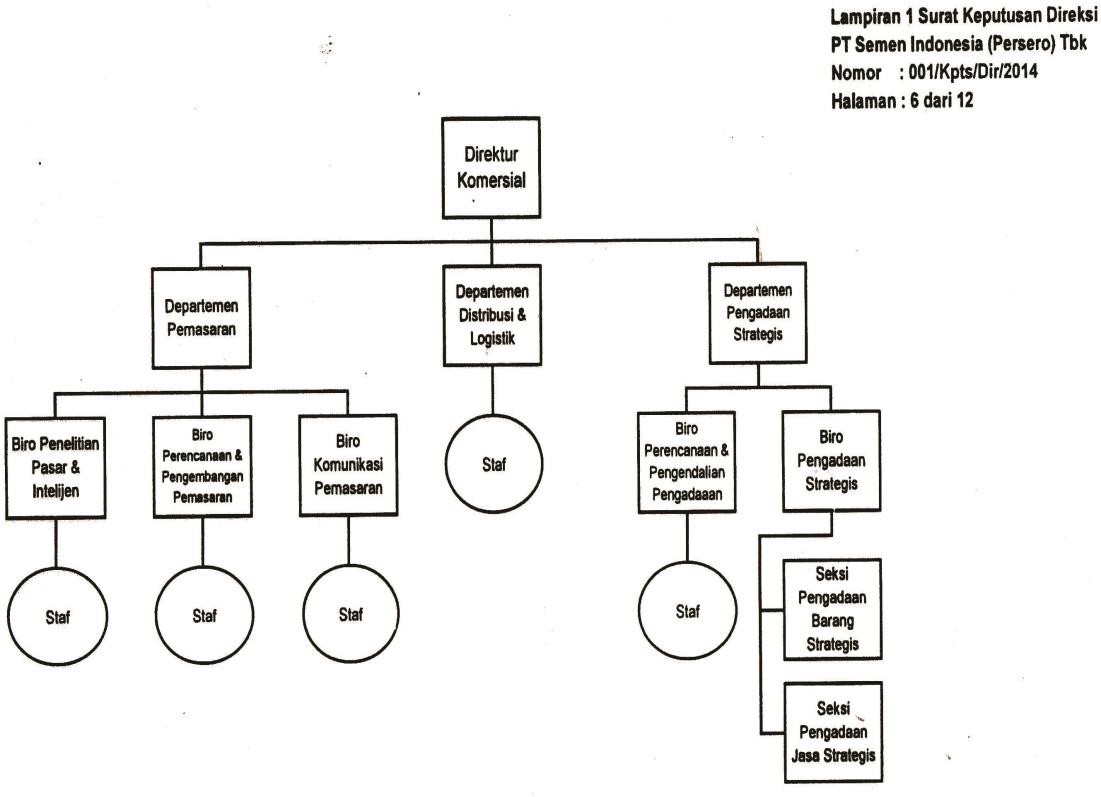 Lampiran 1 Surat Keputusan Direksi
PT Semen Indonesia (Persero) Tbk
Nomor : 001/Kpts/Dir/2014
Halaman : 6 dari 12
Direktur
Komersial
Departemen
Pemasaran
Departemen
Distribusi &
Logistik
Departemen
Pengadaan
Strategis
Biro Penelitian
Pasar &
Intelijen
Biro
Perencanaan &
Pengembangan
Pemasaran
Biro
Komunikasi
Pemasaran
Staf
Biro
Perencanaan &
Pengendalian
Pengadaaan
Biro
Pengadaan
Strategis
Staf
Staf
Staf
Staf
Seksi
Pengadaan
Barang
Strategis
Seksi
Pengadaan
Jasa Strategis